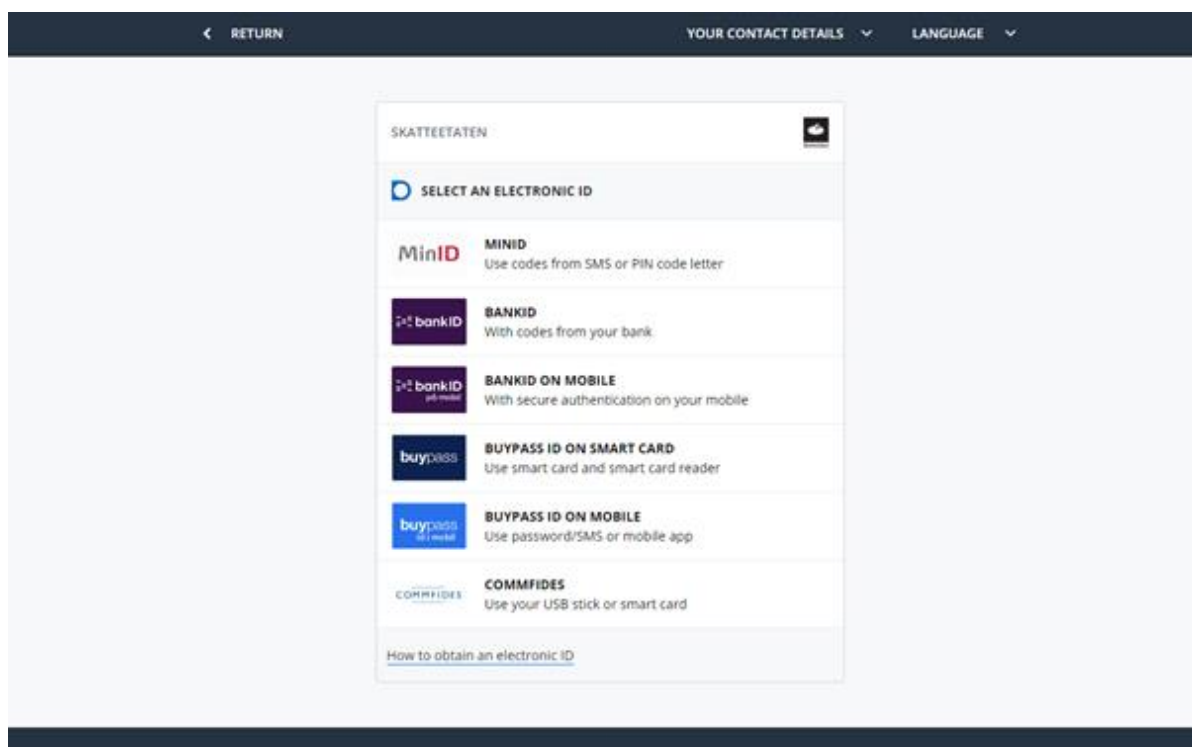 RETURN
YOUR CONTACT DETAILS
LANGUAGE
SKATTEETATEN
SELECT AN ELECTRONIC ID
MinID
MINID
Use codes from SMS or PIN code letter
bankID
BANKID
With codes from your bank
bankID
på mobil
BANKID ON MOBILE
With secure authentication on your mobile
buypass
BUYPASS ID ON SMART CARD
Use smart card and smart card reader
buypass
id i mobil
BUYPASS ID ON MOBILE
Use password/SMS or mobile app
COMMFIDES
COMMFIDES
Use your USB stick or smart card
How to obtain an electronic ID